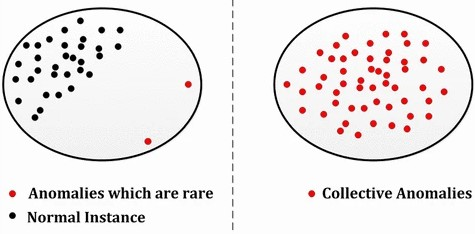 Anomalies which are rare
Normal Instance
Collective Anomalies